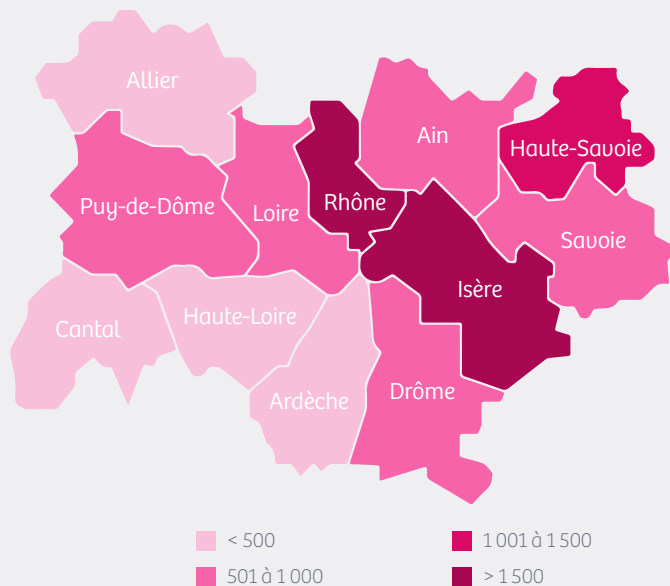 Allier
Ain
Haute-Savoie
Puy-de-Dôme
Loire
Rhône
Savoie
Isère
Cantal
Haute-Loire
Ardèche
Drôme
< 500
1 001 à 1 500
501 à 1 000
> 1 500